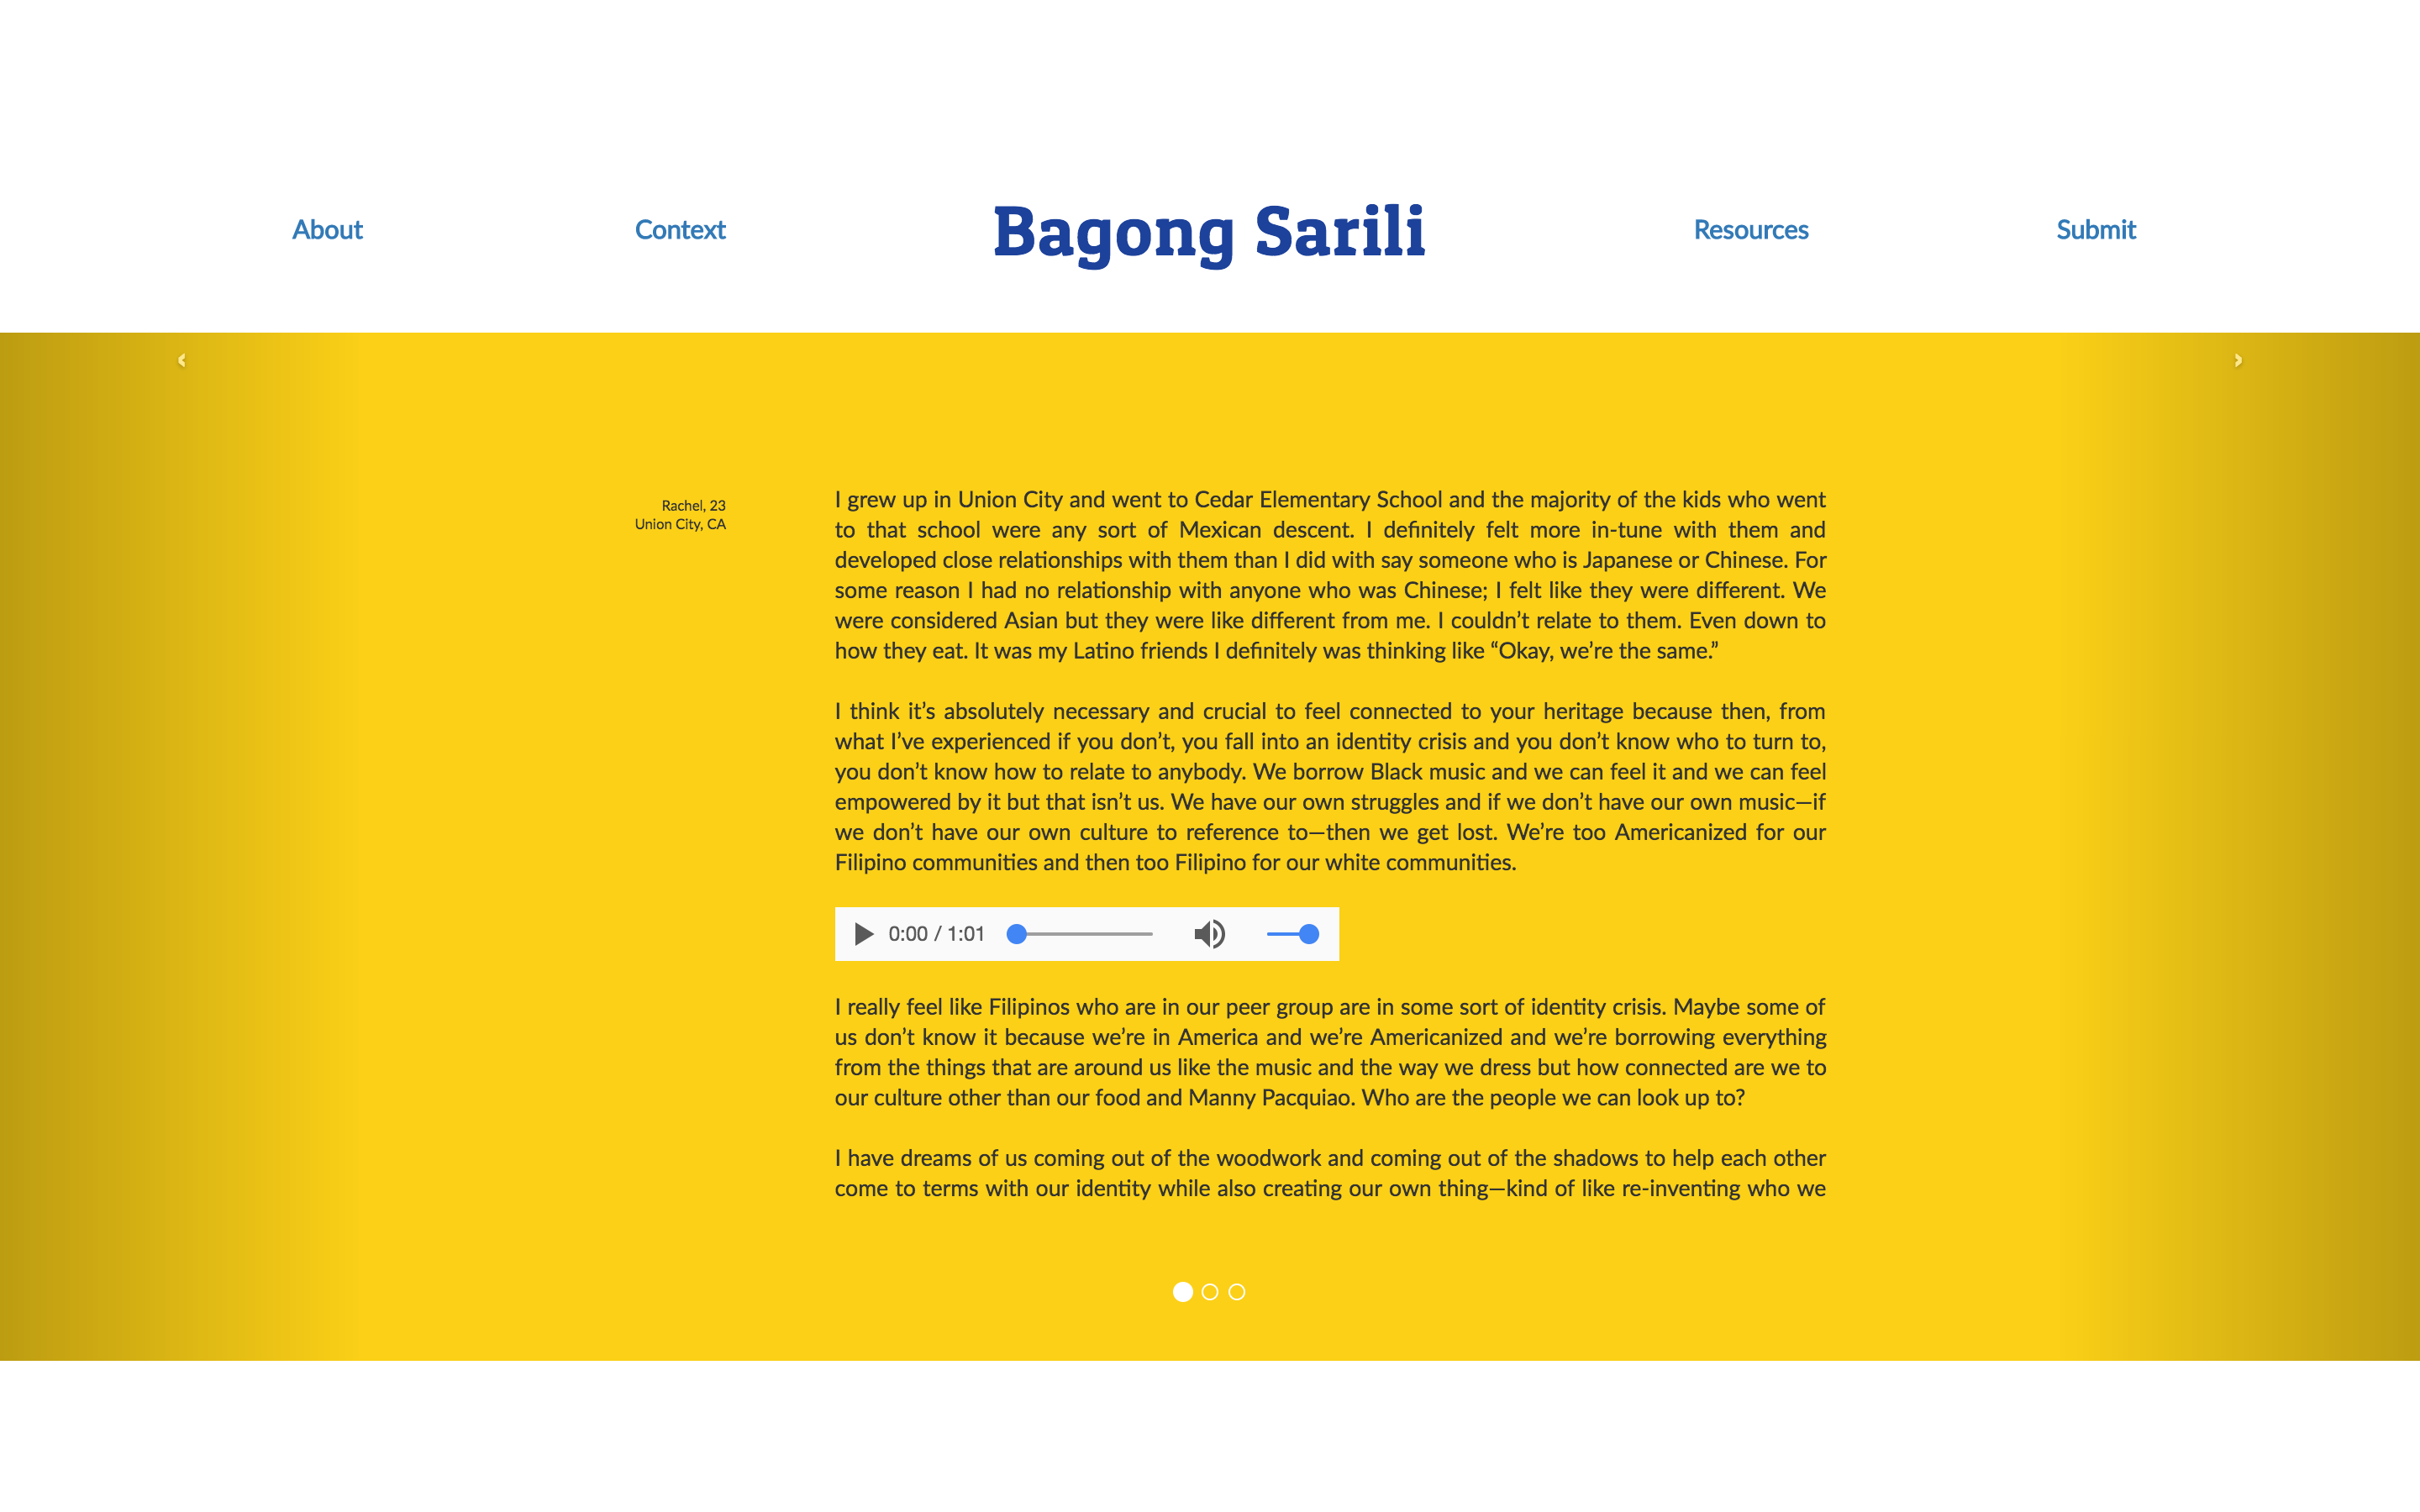 About
Context
Bagong Sarili
Resources
Submit
Rachel, 23
Union City, CA
I grew up in Union City and went to Cedar Elementary School and the majority of the kids who went
to that school were any sort of Mexican descent. I definitely felt more in-tune with them and
developed close relationships with them than I did with say someone who is Japanese or Chinese. For
some reason I had no relationship with anyone who was Chinese; I felt like they were different. We
were considered Asian but they were like different from me. I couldn’t relate to them. Even down to
how they eat. It was my Latino friends I definitely was thinking like “Okay, we’re the same.”
I think it’s absolutely necessary and crucial to feel connected to your heritage because then, from
what I’ve experienced if you don’t, you fall into an identity crisis and you don’t know who to turn to,
you don’t know how to relate to anybody. We borrow Black music and we can feel it and we can feel
empowered by it but that isn’t us. We have our own struggles and if we don’t have our own music—if
we don’t have our own culture to reference to—then we get lost. We’re too Americanized for our
Filipino communities and then too Filipino for our white communities.
0:00 / 1:01
I really feel like Filipinos who are in our peer group are in some sort of identity crisis. Maybe some of
us don’t know it because we’re in America and we’re Americanized and we’re borrowing everything
from the things that are around us like the music and the way we dress but how connected are we to
our culture other than our food and Manny Pacquiao. Who are the people we can look up to?
I have dreams of us coming out of the woodwork and coming out of the shadows to help each other
come to terms with our identity while also creating our own thing—kind of like re-inventing who we